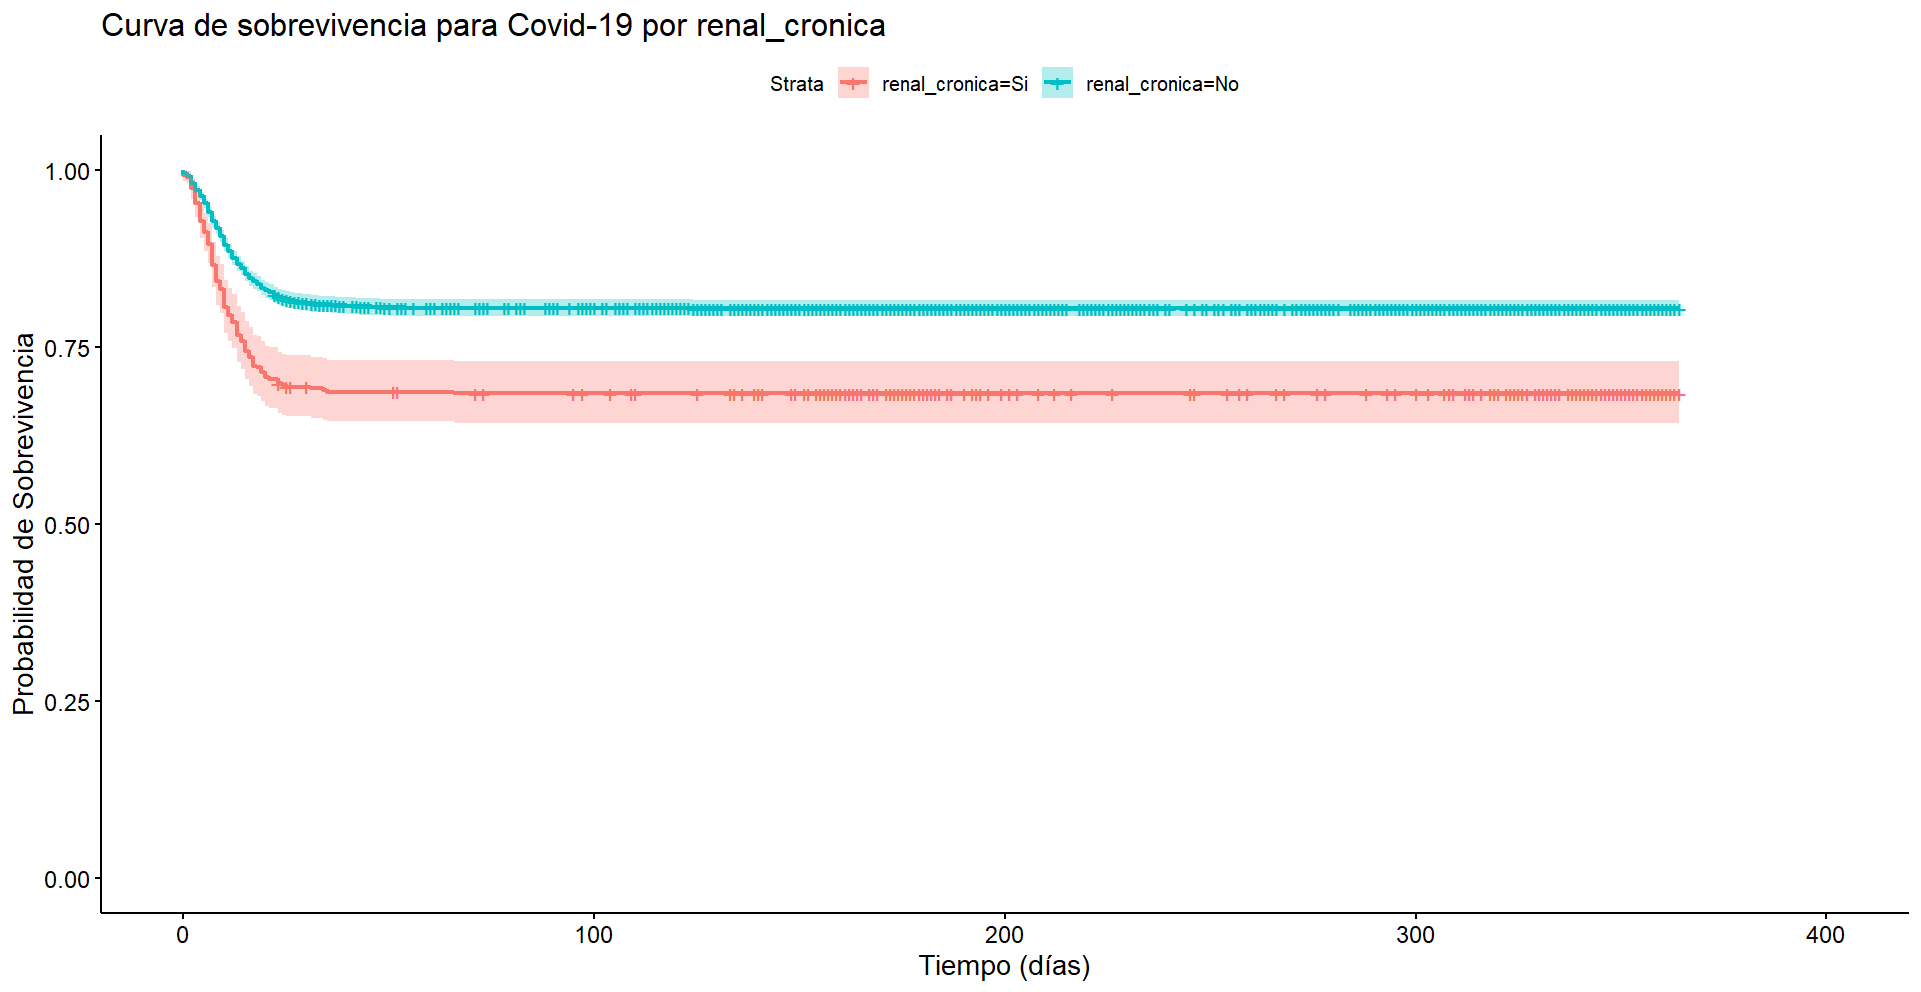 Curva de sobrevivencia para Covid-19 por renal_cronica
Strata renal_cronica=Si renal_cronica=No
Probabilidad de Sobrevivencia
1.00
0.75
0.50
0.25
0.00
0 100 200 300 400
Tiempo (días)